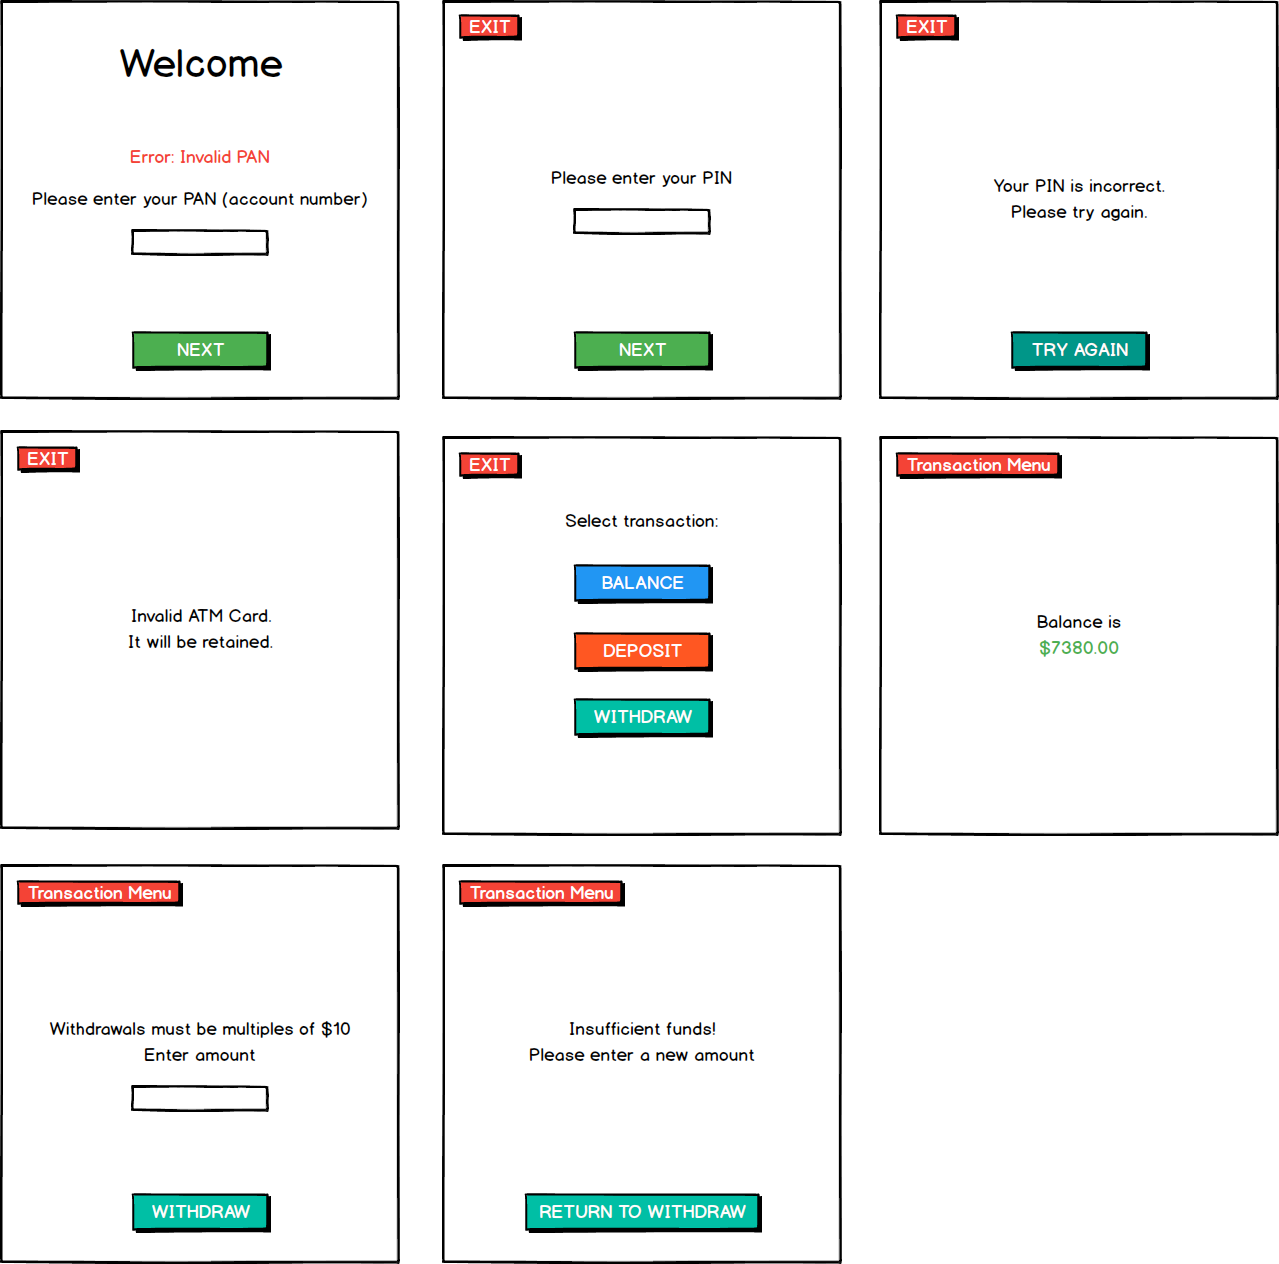 Welcome
Error: Invalid PAN
Please enter your PAN (account number)
NEXT
EXIT
Please enter your PIN
NEXT
EXIT
Your PIN is incorrect.
Please try again.
TRY AGAIN
EXIT
Invalid ATM Card.
It will be retained.
EXIT
Select transaction:
BALANCE
DEPOSIT
WITHDRAW
Transaction Menu
Balance is
$7380.00
Transaction Menu
Withdrawals must be multiples of $10
Enter amount
WITHDRAW
Transaction Menu
Insufficient funds!
Please enter a new amount
RETURN TO WITHDRAW